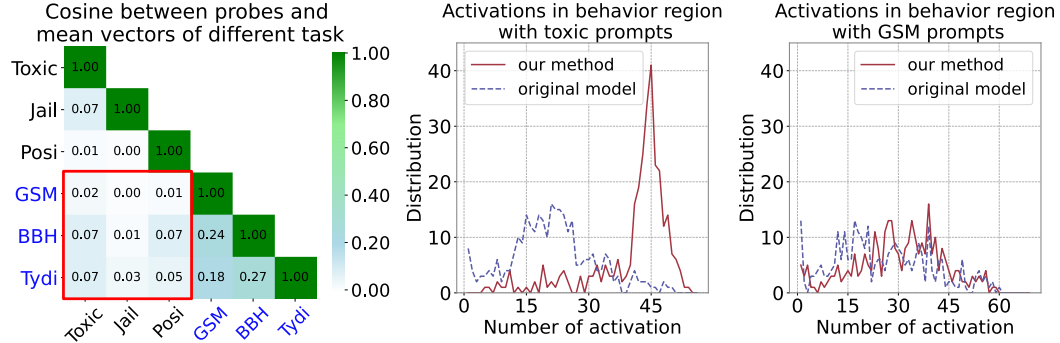 Cosine between probes and
mean vectors of different task
Toxic
1.00
Jail
0.07 1.00
Posi
0.01 0.00 1.00
GSM
0.02 0.00 0.01 1.00
BBH
0.07 0.01 0.07 0.24 1.00
Tydi
0.07 0.03 0.05 0.18 0.27 1.00
Toxic Jail Posi GSM BBH Tydi
1.00
0.80
0.60
0.40
0.20
0.00
Activations in behavior region
with toxic prompts
our method
original model
Distribution
40
30
20
10
0
0 15 30 45
Number of activation
Activations in behavior region
with GSM prompts
our method
original model
Distribution
40
30
20
10
0
0 15 30 45 60
Number of activation